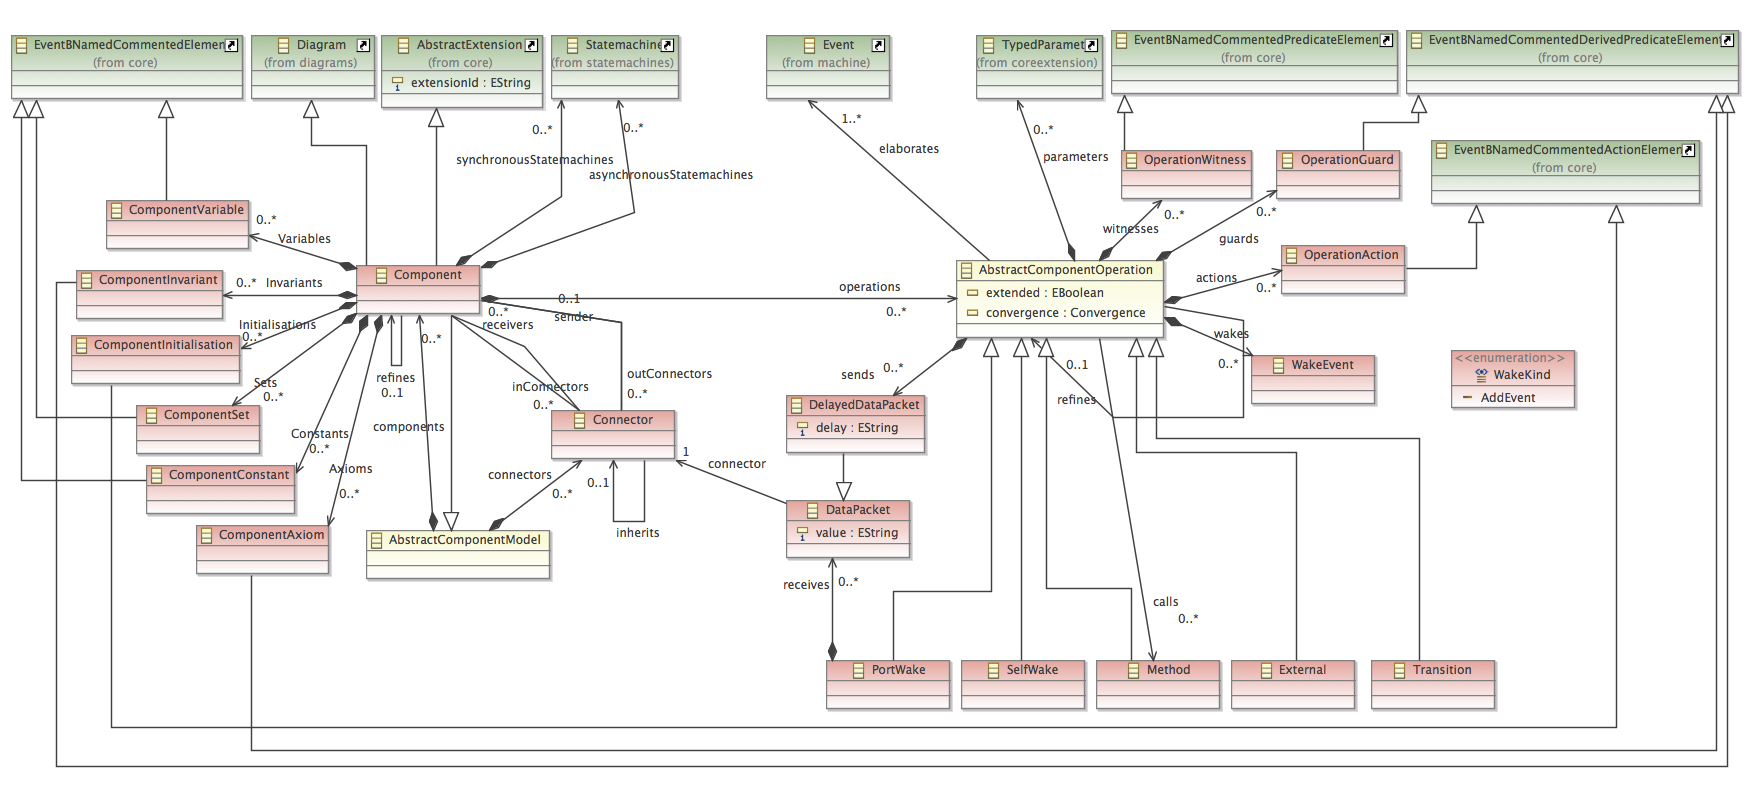 EventBNamedCommentedElemen
(from core)
Diagram
(from diagrams)
AbstractExtension
(from core)
extensionId : EString
Statemachine
(from statemachines)
Event
(from machine)
TypedParamet
(from coreextension)
EventBNamedCommentedPredicateElemen
(from core)
EventBNamedCommentedDerivedPredicateElement
(from core)
EventBNamedCommentedActionElemen
(from core)
0..*
synchronousStatemachines
0..*
asynchronousStatemachines
1..*
elaborates
0..*
parameters
OperationWitness
OperationGuard
0..*
witnesses
0..*
guards
ComponentVariable
0..*
Variables
ComponentInvariant
0..*
Invariants
Component
AbstractComponentOperation
extended : EBoolean
convergence : Convergence
OperationAction
actions
0..*
operations
0..*
0..1
sender
0..*
receivers
Initialisations
0..*
ComponentInitialisation
0..*
refines
0..1
Sets
0..*
ComponentSet
inConnectors
0..*
outConnectors
0..*
components
Constants
0..*
Axioms
0..*
ComponentConstant
ComponentAxiom
Connector
connectors
0..*
0..1
inherits
AbstractComponentModel
1
connector
sends
0..*
DelayedDataPacket
delay : EString
DataPacket
value : EString
receives
0..*
0..1
refines
wakes
0..*
WakeEvent
<<enumeration>>
WakeKind
AddEvent
calls
0..*
PortWake
SelfWake
Method
External
Transition